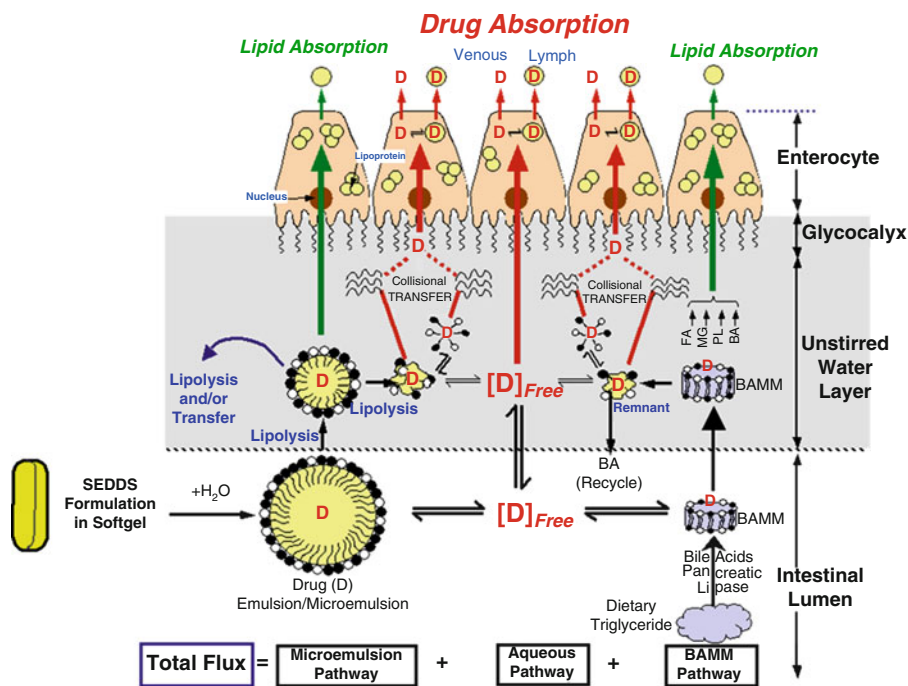 Drug Absorption
Lipid Absorption
Venous Lymph
Lipid Absorption
D D D D D D
D D D D D D
Lipoprotein
Nucleus
Enterocyte
Glycocalyx
D D
Collisional
TRANSFER
Collisional
TRANSFER
FA
MG
PL
BA
D D
Unstirred
Water
Layer
Lipolysis
and/or
Transfer
D
D
Lipolysis
[D]Free
D
Remnant
D
BAMM
Lipolysis
BA
(Recycle)
SEDDS
Formulation
in Softgel
+H₂O
D
[D]Free
D
BAMM
Drug (D)
Emulsion/Microemulsion
Bile Acids
Pancreatic
Lipase
Dietary
Triglyceride
Intestinal
Lumen
Total Flux = Microemulsion Pathway + Aqueous Pathway + BAMM Pathway